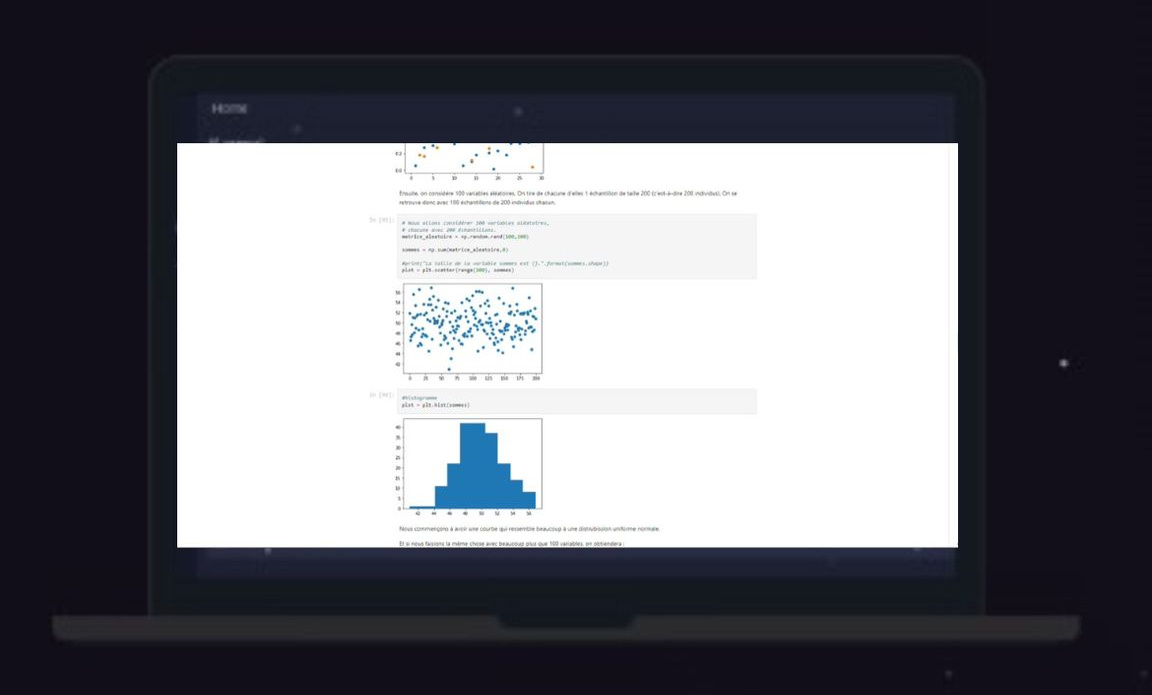 Home
0.2
0.0
0 5 10 15 20 25 30
Ensuite, on considère 100 variables aléatoires. On tire de chacune d'elles 1 échantillon de taille 200 (c'est-à-dire 200 individus). On se
retrouve donc avec 100 échantillons de 200 individus chacun.
# Nous allons considérer 100 variables aléatoires,
# chacune avec 200 échantillons.
matrice_aleatoire = np.random.rand(100,200)
sommes = np.sum(matrice_aleatoire,0)
#print("La taille de la variable sommes est {}.".format(sommes.shape))
plot = plt.scatter(range(200), sommes)
56
54
52
50
48
46
44
42
0 25 50 75 100 125 150 175 200
#histogramme
plot = plt.hist(sommes)
40
35
30
25
20
15
10
5
0
42 44 46 48 50 52 54 56
Nous commençons à avoir une courbe qui ressemble beaucoup à une distrubission uniforme normale.
Et si nous faisions la même chose avec beaucoup plus que 100 variables, on obtiendera :